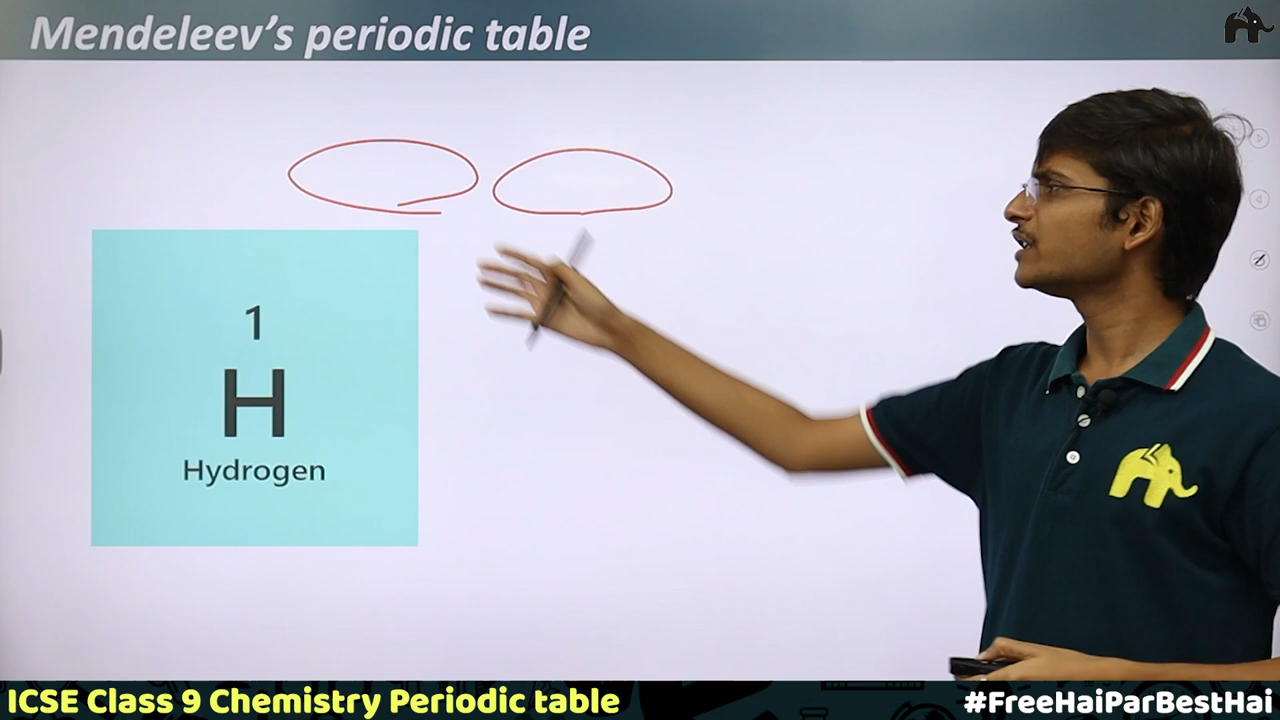 Mendeleev's periodic table
1
H
Hydrogen
ICSE Class 9 Chemistry Periodic table
#FreeHaiParBestHai